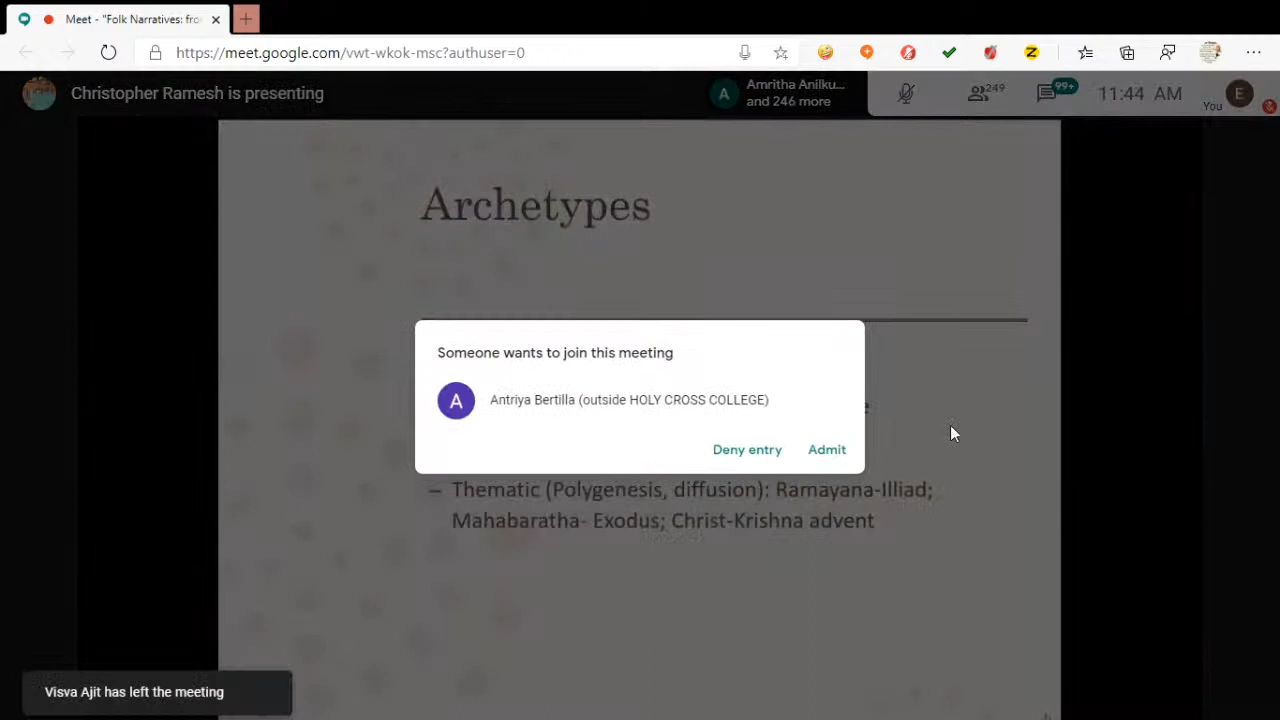 Meet - "Folk Narratives: fro
https://meet.google.com/vwt-wkok-msc?authuser=0
Christopher Ramesh is presenting
A
Amritha Anilku...
and 246 more
249
99+
11:44 AM
You
E
Archetypes
Someone wants to join this meeting
A
Antriya Bertilla (outside HOLY CROSS COLLEGE)
Deny entry
Admit
– Thematic (Polygenesis, diffusion): Ramayana-Illiad;
Mahabaratha- Exodus; Christ-Krishna advent
Visva Ajit has left the meeting